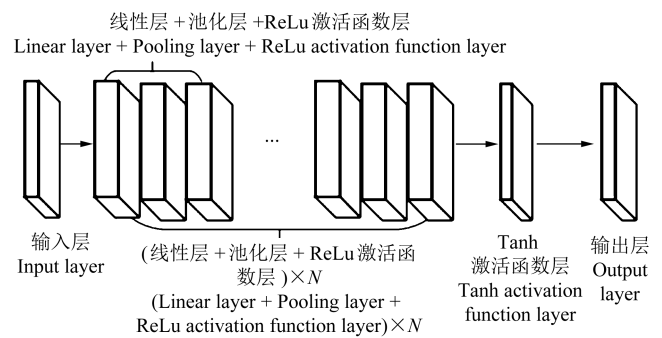 线性层 + 池化层 +ReLu 激活函数层
Linear layer + Pooling layer + ReLu activation function layer
...
输入层
Input layer
(线性层 + 池化层 + ReLu 激活函
数层 )×N
(Linear layer + Pooling layer +
ReLu activation function layer)×N
Tanh
激活函数层
Tanh activation
function layer
输出层
Output
layer